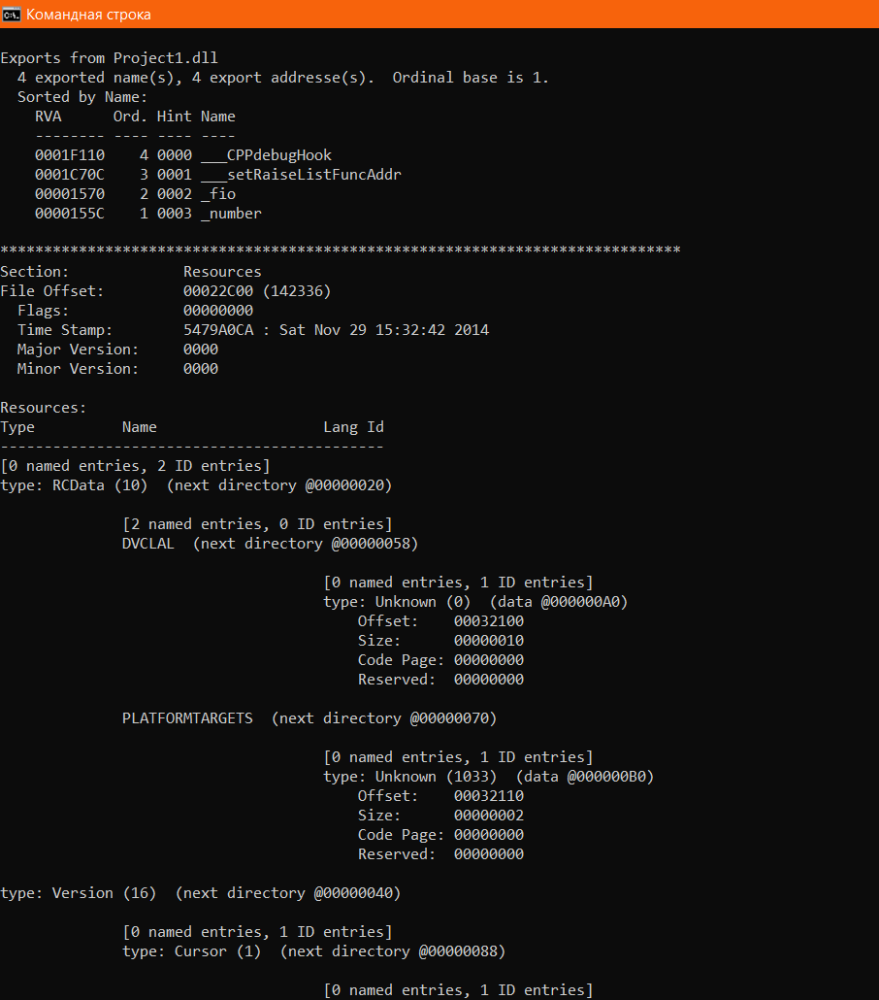 Командная строка
Exports from Project1.dll
4 exported name(s), 4 export addresse(s). Ordinal base is 1.
Sorted by Name:
RVA Ord. Hint Name
-------- ---- ---- ----
0001F110 4 0000 ___CPPdebugHook
0001C70C 3 0001 ___setRaiseListFuncAddr
00001570 2 0002 _fio
0000155C 1 0003 _number
******************************************************************************
Section: Resources
File Offset: 00022C00 (142336)
Flags: 00000000
Time Stamp: 5479A0CA : Sat Nov 29 15:32:42 2014
Major Version: 0000
Minor Version: 0000
Resources:
Type Name Lang Id
--------------------------------------------
[0 named entries, 2 ID entries]
type: RCData (10) (next directory @00000020)
[2 named entries, 0 ID entries]
DVCLAL (next directory @00000058)
[0 named entries, 1 ID entries]
type: Unknown (0) (data @000000A0)
Offset: 00032100
Size: 00000010
Code Page: 00000000
Reserved: 00000000
PLATFORMTARGETS (next directory @00000070)
[0 named entries, 1 ID entries]
type: Unknown (1033) (data @000000B0)
Offset: 00032110
Size: 00000002
Code Page: 00000000
Reserved: 00000000
type: Version (16) (next directory @00000040)
[0 named entries, 1 ID entries]
type: Cursor (1) (next directory @00000088)
[0 named entries, 1 ID entries]